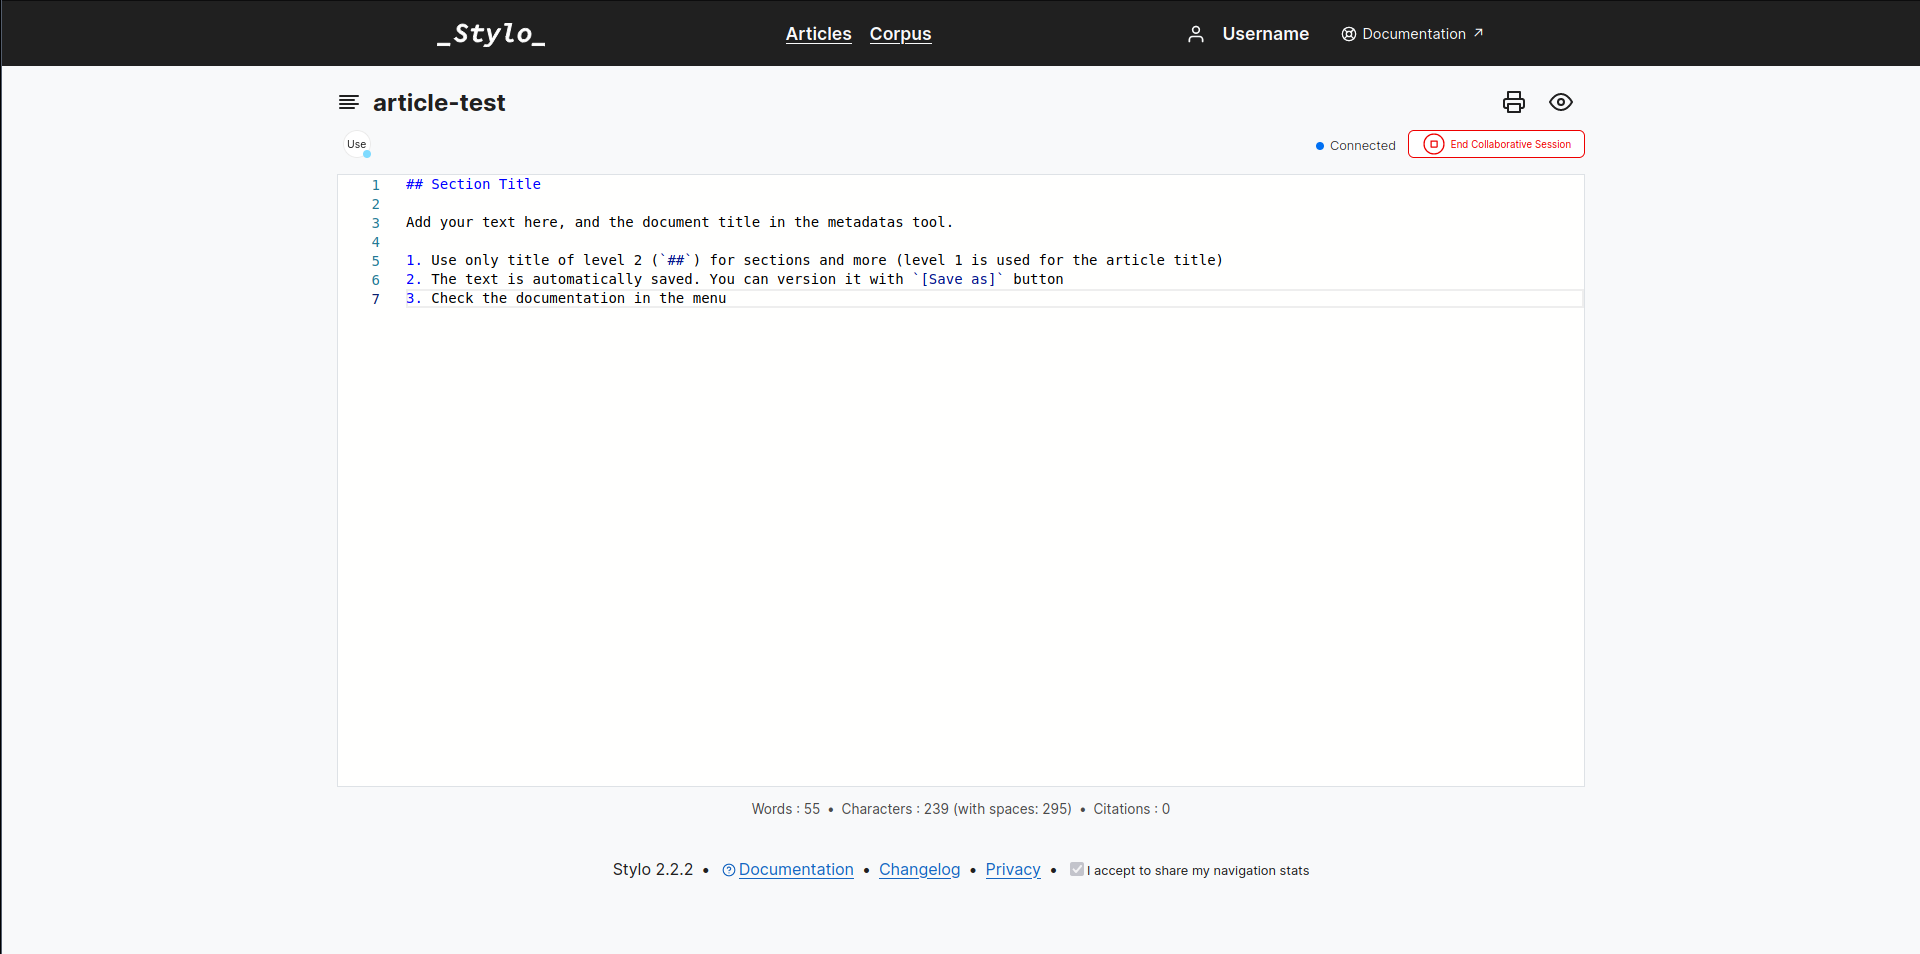 _Stylo_ Articles Corpus Username Documentation ↗
article-test
Use Connected End Collaborative Session
1 ## Section Title
2
3 Add your text here, and the document title in the metadatas tool.
4
5 1. Use only title of level 2 (`##`) for sections and more (level 1 is used for the article title)
6 2. The text is automatically saved. You can version it with `[Save as]` button
7 3. Check the documentation in the menu
Words : 55 • Characters : 239 (with spaces: 295) • Citations : 0
Stylo 2.2.2 • Documentation • Changelog • Privacy • I accept to share my navigation stats